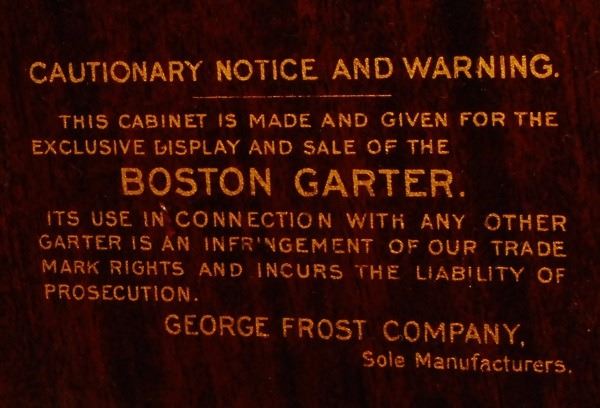 CAUTIONARY NOTICE AND WARNING.
THIS CABINET IS MADE AND GIVEN FOR THE
EXCLUSIVE DISPLAY AND SALE OF THE
BOSTON GARTER.
ITS USE IN CONNECTION WITH ANY OTHER
GARTER IS AN INFRINGEMENT OF OUR TRADE
MARK RIGHTS AND INCURS THE LIABILITY OF
PROSECUTION.
GEORGE FROST COMPANY,
Sole Manufacturers.